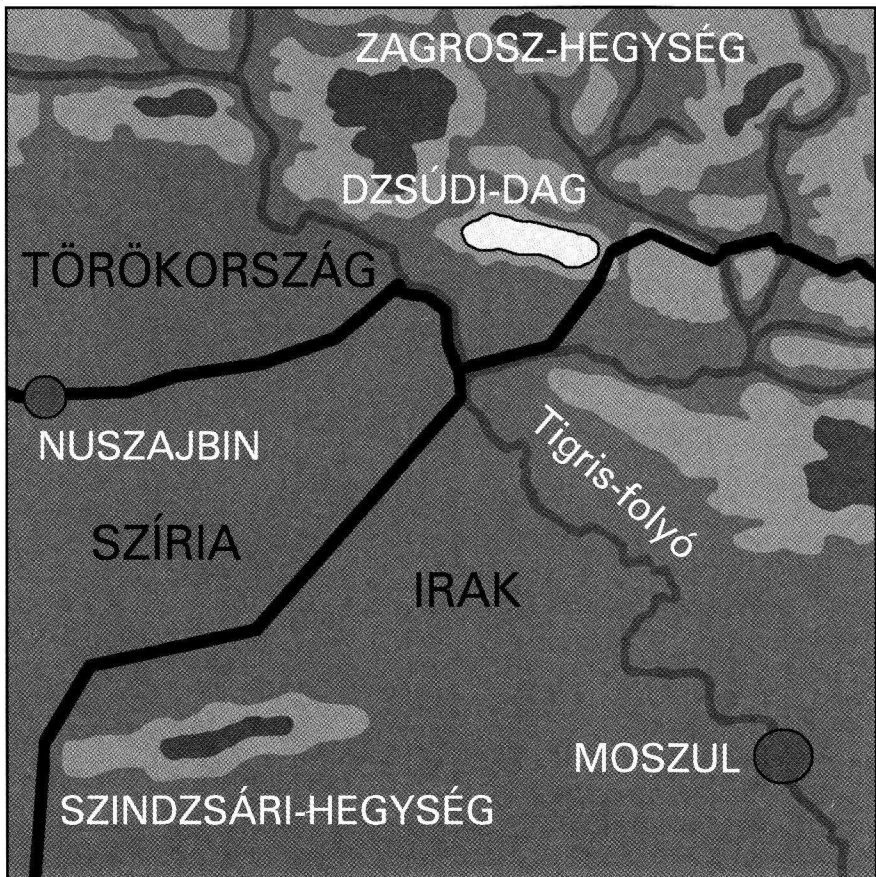 ZAGROSZ-HEGYSÉG
DZSÚDI-DAG
TÖRÖKORSZÁG
NUSZAJBIN
Tigris-folyó
SZÍRIA
IRAK
MOSZUL
SZINDZSÁRI-HEGYSÉG